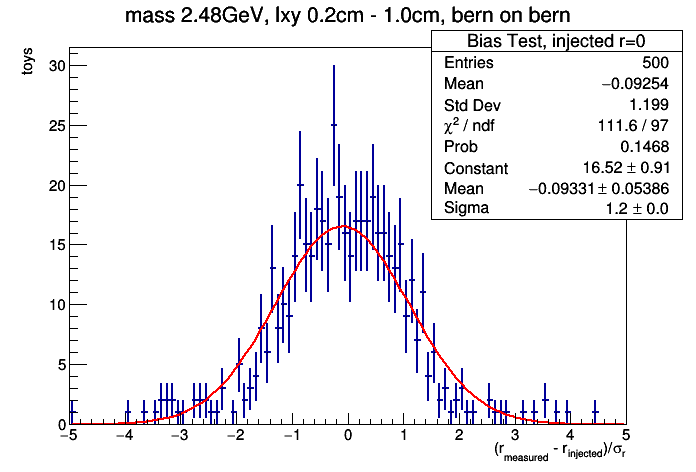 mass 2.48GeV, lxy 0.2cm - 1.0cm, bern on bern
toys
Bias Test, injected r=0
Entries 500
Mean −0.09254
Std Dev 1.199
χ² / ndf 111.6 / 97
Prob 0.1468
Constant 16.52 ± 0.91
Mean −0.09331 ± 0.05386
Sigma 1.2 ± 0.0
30
25
20
15
10
5
0
−5 −4 −3 −2 −1 0 1 2 3 4 5
(r_measured - r_injected)/σ_r